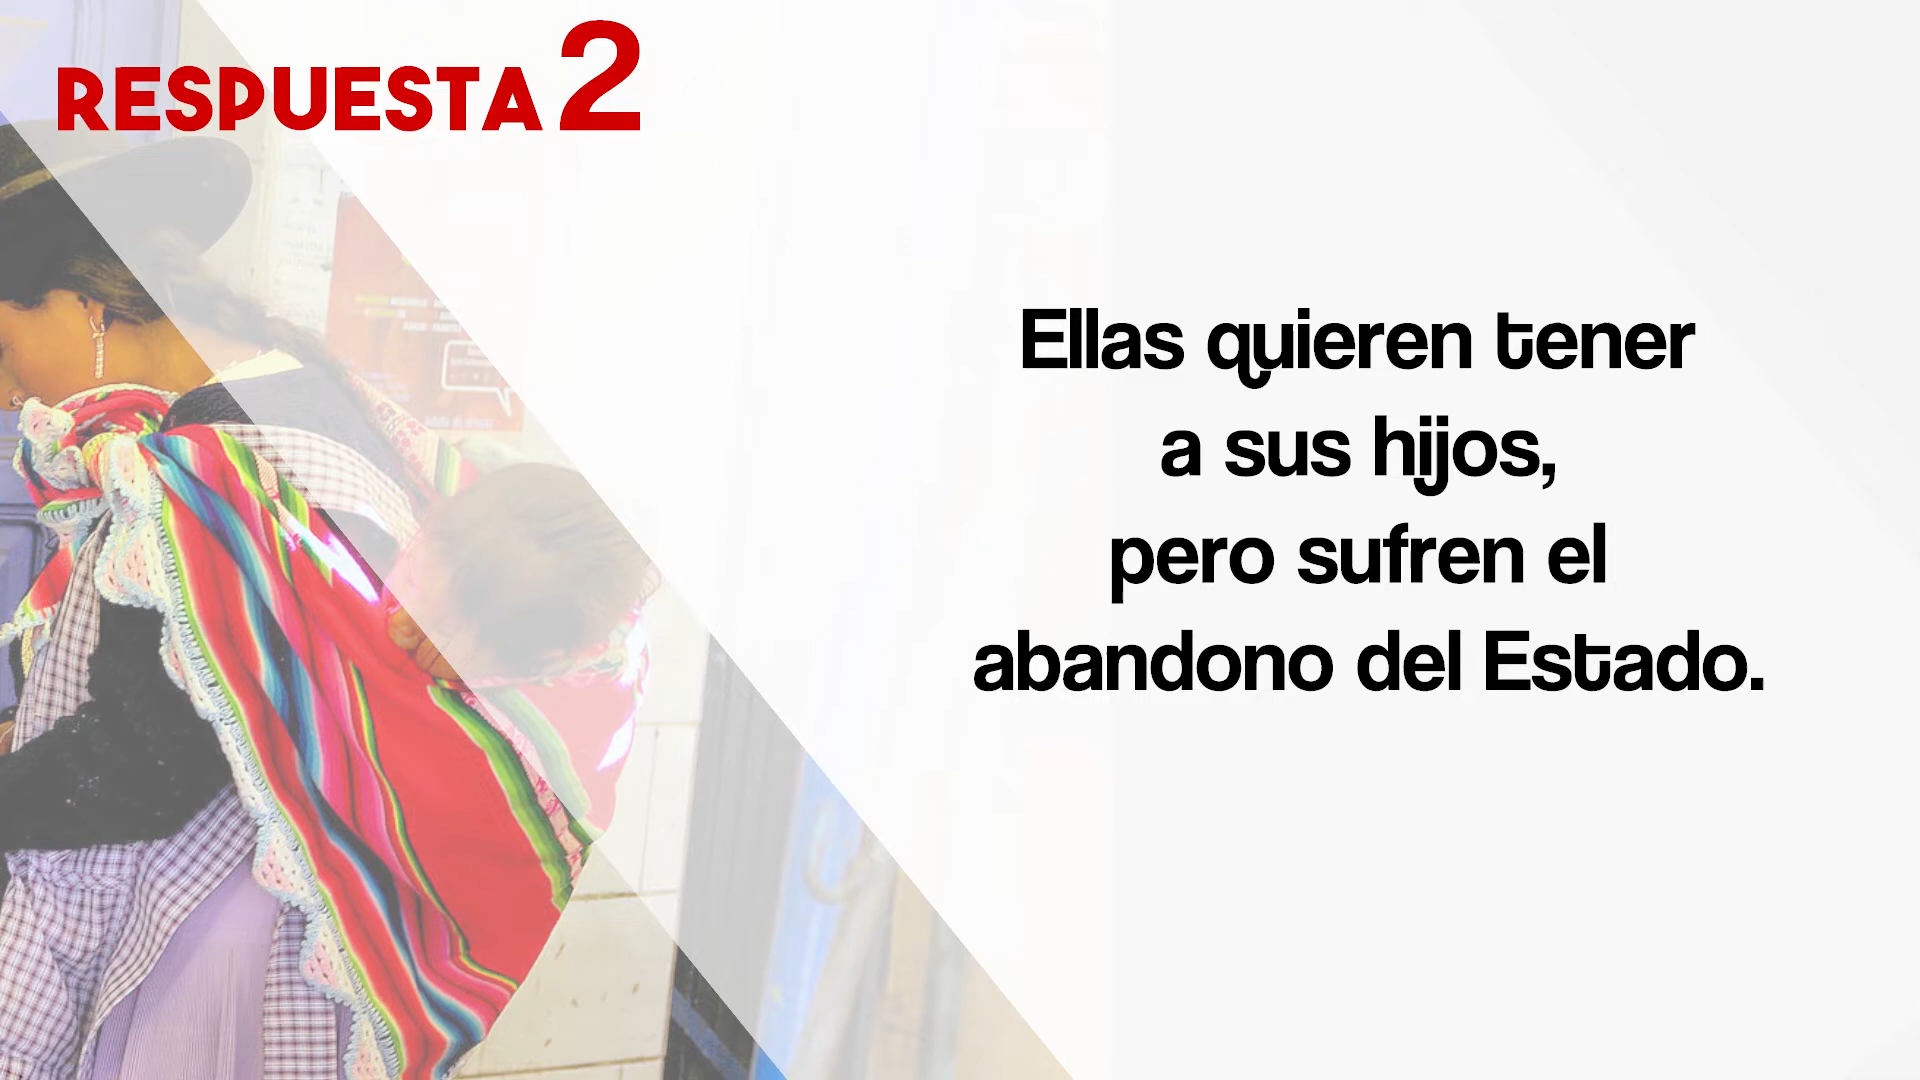 RESPUESTA 2
Ellas quieren tener
a sus hijos,
pero sufren el
abandono del Estado.